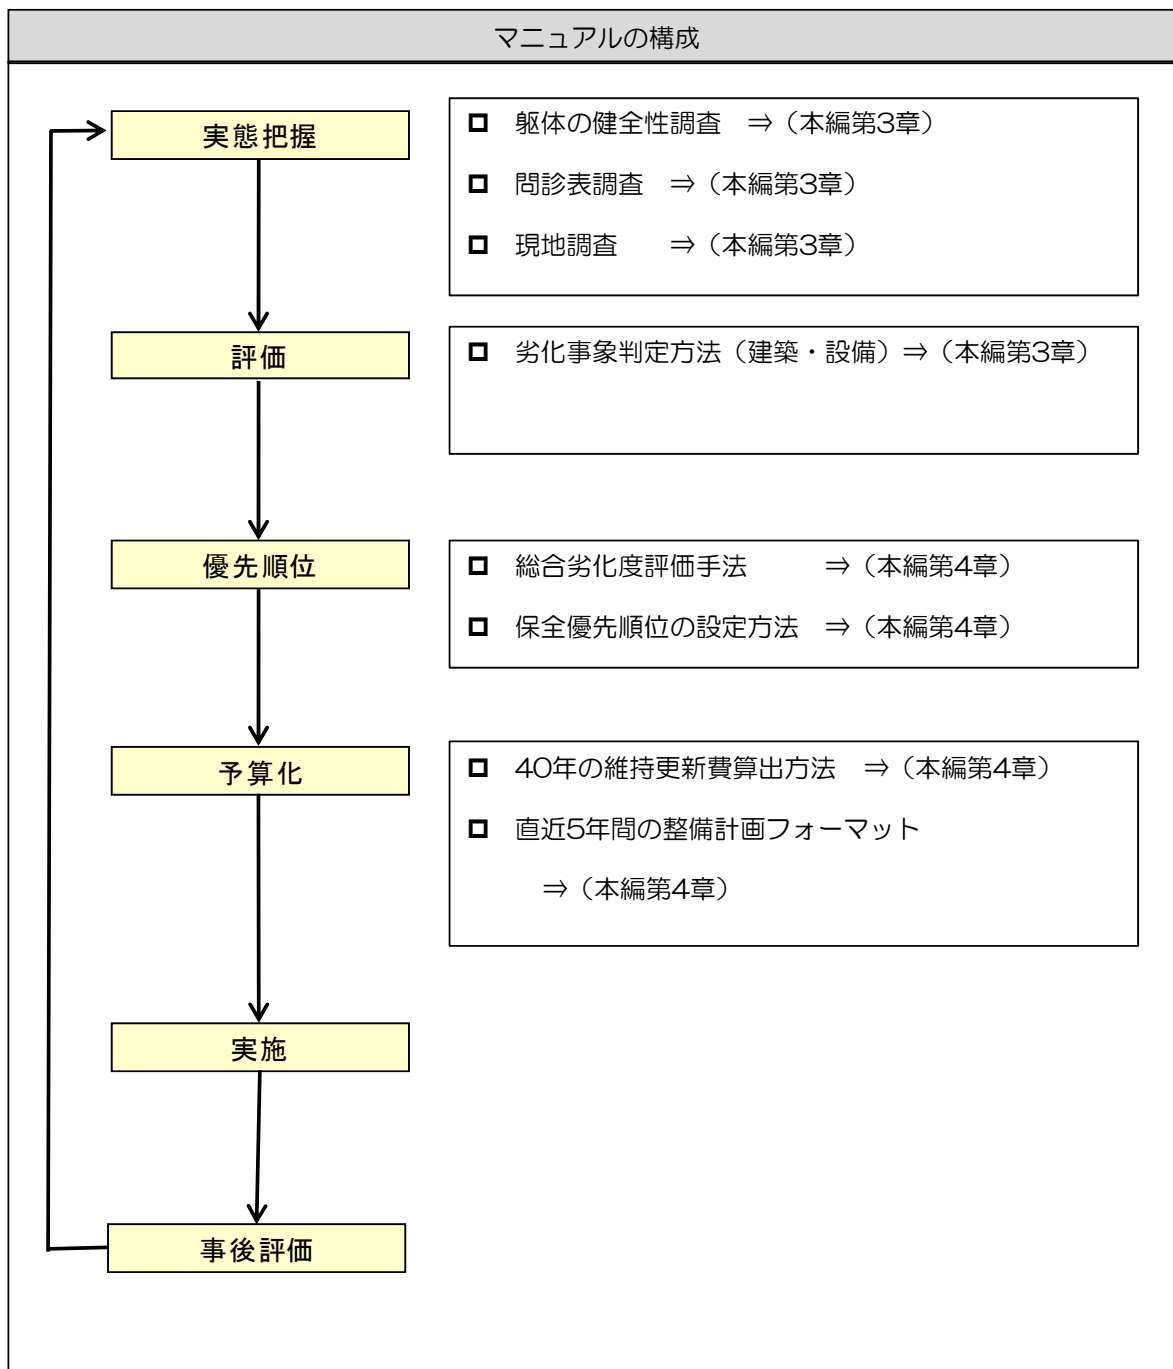 マニュアルの構成
実態把握
躯体の健全性調査 ⇒(本編第3章)
問診表調査 ⇒(本編第3章)
現地調査 ⇒(本編第3章)
評価
劣化事象判定方法(建築・設備)⇒(本編第3章)
優先順位
総合劣化度評価手法 ⇒(本編第4章)
保全優先順位の設定方法 ⇒(本編第4章)
予算化
40年の維持更新費算出方法 ⇒(本編第4章)
直近5年間の整備計画フォーマット
⇒(本編第4章)
実施
事後評価